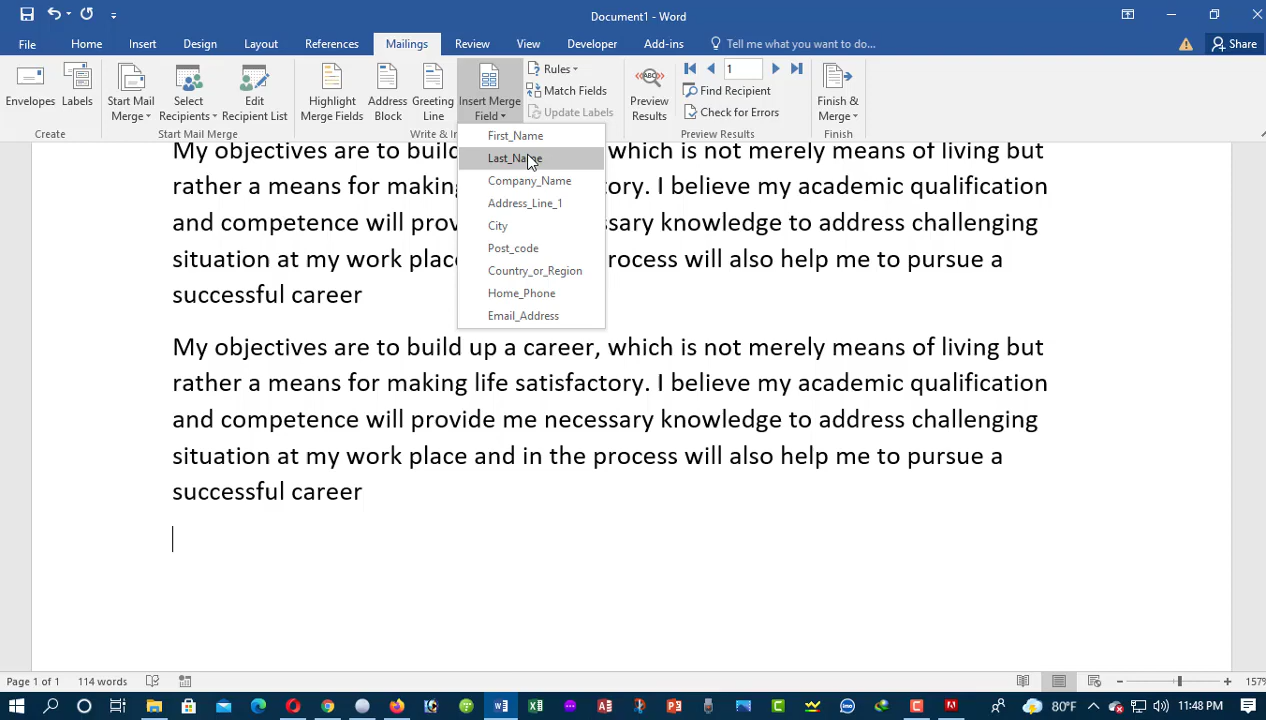 Document1 - Word
File Home Insert Design Layout References Mailings Review View Developer Add-ins Tell me what you want to do... Share
Envelopes Labels Start Mail Merge Select Recipients Edit Recipient List Highlight Merge Fields Address Block Greeting Line Insert Merge Field Rules Match Fields Update Labels Preview Results ABC 1 Find Recipient Check for Errors Finish & Merge
Create Start Mail Merge Write & I Preview Results Finish
First_Name
Last_Name
Company_Name
Address_Line_1
City
Post_code
Country_or_Region
Home_Phone
Email_Address
My objectives are to build which is not merely means of living but
rather a means for making ory. I believe my academic qualification
and competence will provide ssary knowledge to address challenging
situation at my work place rocess will also help me to pursue a
successful career
My objectives are to build up a career, which is not merely means of living but
rather a means for making life satisfactory. I believe my academic qualification
and competence will provide me necessary knowledge to address challenging
situation at my work place and in the process will also help me to pursue a
successful career
Page 1 of 1 114 words 157%
80°F 11:48 PM